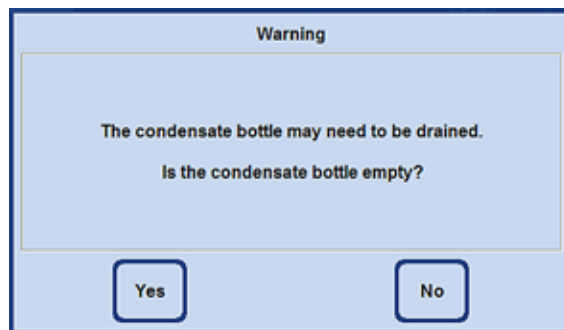 Warning
The condensate bottle may need to be drained.
Is the condensate bottle empty?
Yes
No